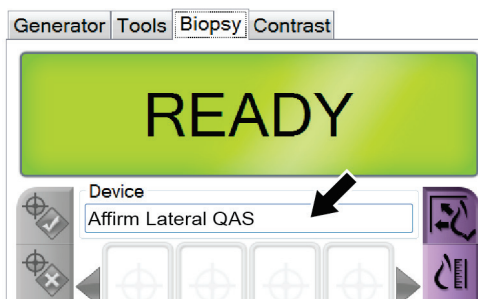 Generator Tools Biopsy Contrast
READY
Device
Affirm Lateral QAS